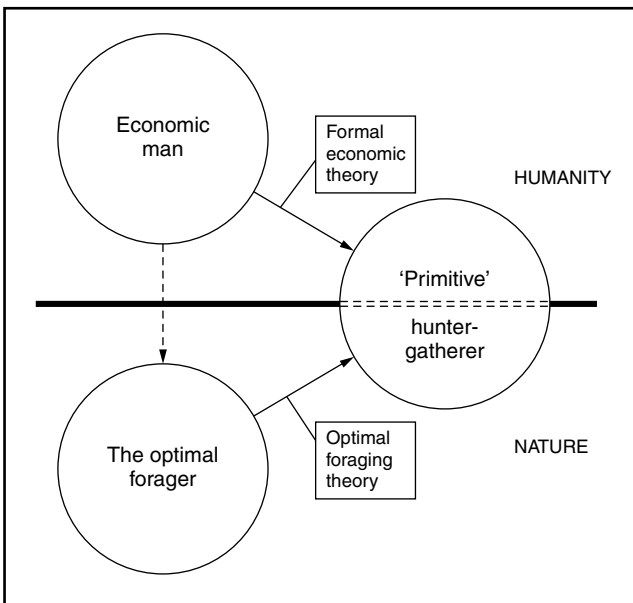 Economic
man
Formal
economic
theory
HUMANITY
'Primitive'
hunter-
gatherer
The optimal
forager
Optimal
foraging
theory
NATURE